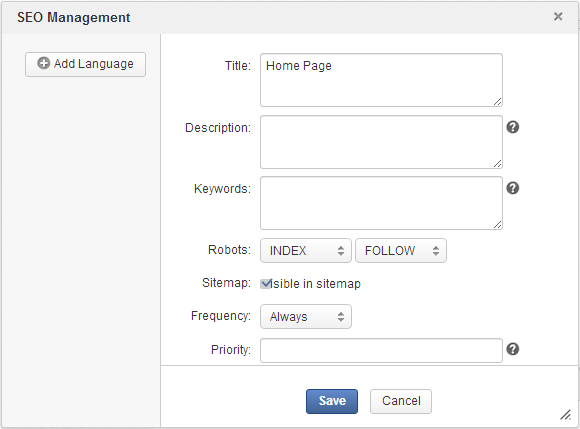 SEO Management
Add Language
Title: Home Page
Description:
Keywords:
Robots: INDEX FOLLOW
Sitemap: isible in sitemap
Frequency: Always
Priority:
Save Cancel